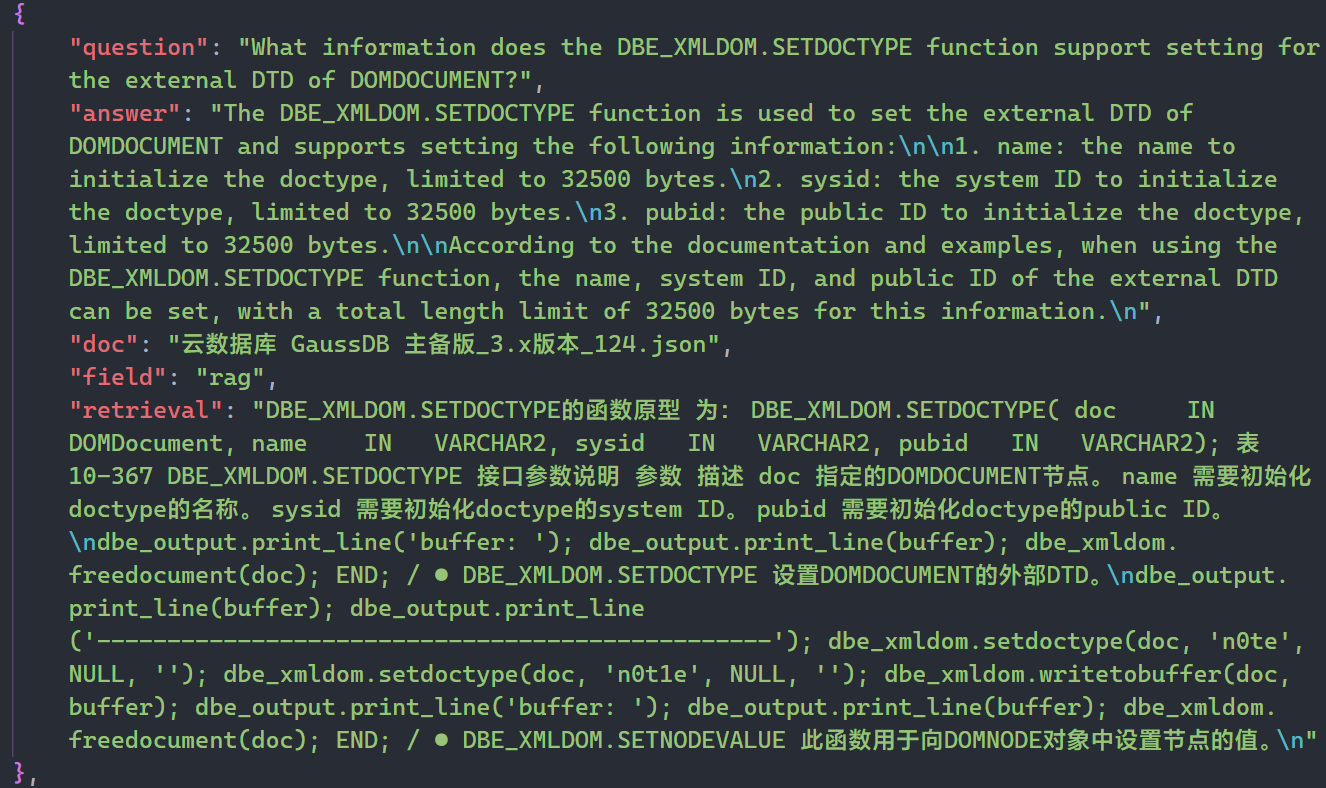 {
"question": "What information does the DBE_XMLDOM.SETDOCTYPE function support setting for
the external DTD of DOMDOCUMENT?",
"answer": "The DBE_XMLDOM.SETDOCTYPE function is used to set the external DTD of
DOMDOCUMENT and supports setting the following information:\n\n1. name: the name to
initialize the doctype, limited to 32500 bytes.\n2. sysid: the system ID to initialize
the doctype, limited to 32500 bytes.\n3. pubid: the public ID to initialize the doctype,
limited to 32500 bytes.\n\nAccording to the documentation and examples, when using the
DBE_XMLDOM.SETDOCTYPE function, the name, system ID, and public ID of the external DTD
can be set, with a total length limit of 32500 bytes for this information.\n",
"doc": "云数据库 GaussDB 主备版_3.x版本_124.json",
"field": "rag",
"retrieval": "DBE_XMLDOM.SETDOCTYPE的函数原型 为： DBE_XMLDOM.SETDOCTYPE( doc     IN
DOMDocument, name    IN   VARCHAR2, sysid   IN   VARCHAR2, pubid   IN   VARCHAR2); 表
10-367 DBE_XMLDOM.SETDOCTYPE 接口参数说明 参数 描述 doc 指定的DOMDOCUMENT节点。 name 需要初始化
doctype的名称。 sysid 需要初始化doctype的system ID。 pubid 需要初始化doctype的public ID。
\ndbe_output.print_line('buffer: '); dbe_output.print_line(buffer); dbe_xmldom.
freedocument(doc); END; / ● DBE_XMLDOM.SETDOCTYPE 设置DOMDOCUMENT的外部DTD。\ndbe_output.
print_line(buffer); dbe_output.print_line
('------------------------------------------------'); dbe_xmldom.setdoctype(doc, 'n0te',
NULL, ''); dbe_xmldom.setdoctype(doc, 'n0t1e', NULL, ''); dbe_xmldom.writetobuffer(doc,
buffer); dbe_output.print_line('buffer: '); dbe_output.print_line(buffer); dbe_xmldom.
freedocument(doc); END; / ● DBE_XMLDOM.SETNODEVALUE 此函数用于向DOMNODE对象中设置节点的值。\n"
},